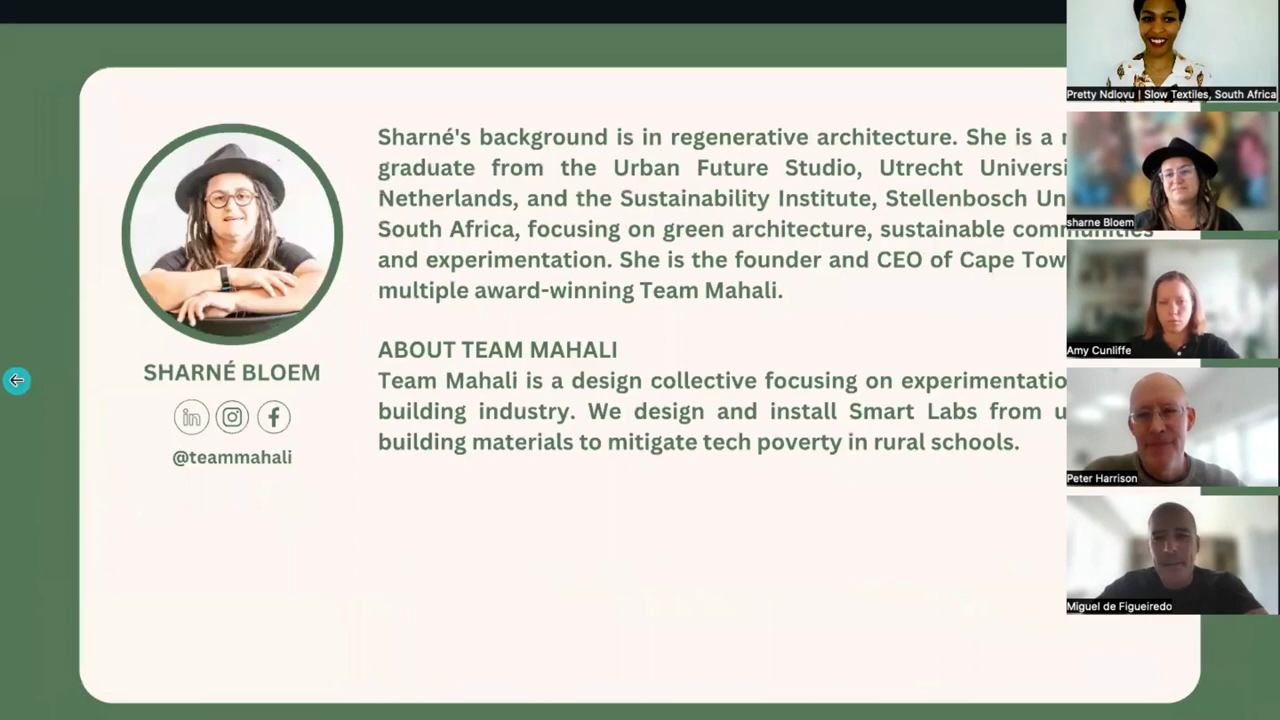 Sharné's background is in regenerative architecture. She is a
graduate from the Urban Future Studio, Utrecht
Netherlands, and the Sustainability Institute, Stellenbosch
South Africa, focusing on green architecture, sustainable communities
and experimentation. She is the founder and CEO of Cape
multiple award-winning Team Mahali.
ABOUT TEAM MAHALI
Team Mahali is a design collective focusing on
building industry. We design and install Smart Labs from
building materials to mitigate tech poverty in rural schools.
SHARNÉ BLOEM
in
f
@teammahali
Pretty Ndlovu | Slow Textiles, South Africa
sharne Bloem
Amy Cunliffe
Peter Harrison
Miguel de Figueiredo